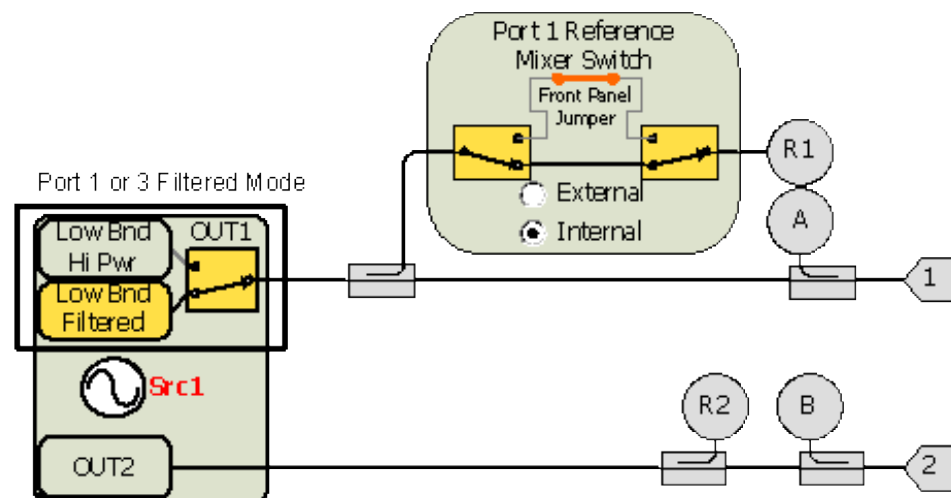 Port 1 Reference
Mixer Switch
Front Panel
Jumper
R1
External
Internal
A
Port 1 or 3 Filtered Mode
Low Bnd
Hi Pwr
OUT1
Low Bnd
Filtered
1
Src1
R2
B
OUT2
2